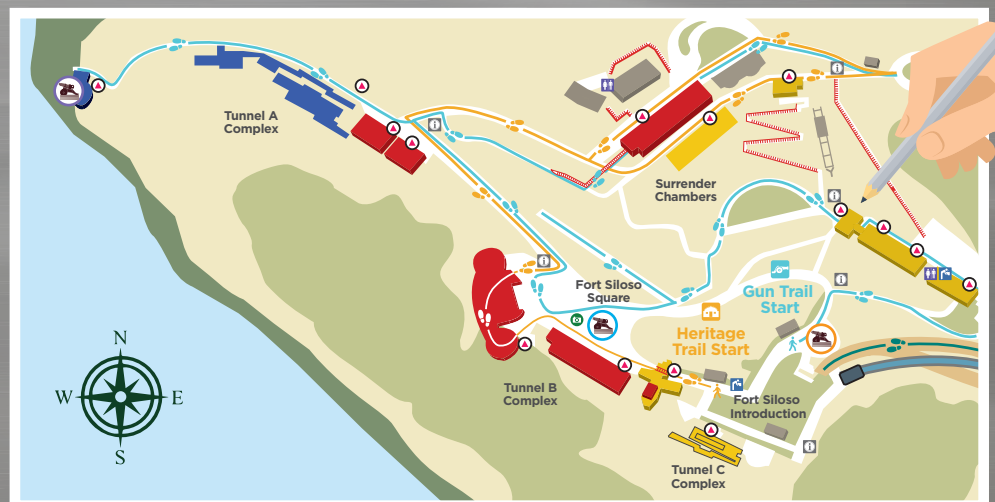 Tunnel A
Complex
Surrender
Chambers
i
i
i
i
Fort Siloso
Square
Gun Trail
Start
i
Heritage
Trail Start
N
W
E
S
Tunnel B
Complex
Fort Siloso
Introduction
i
Tunnel C
Complex